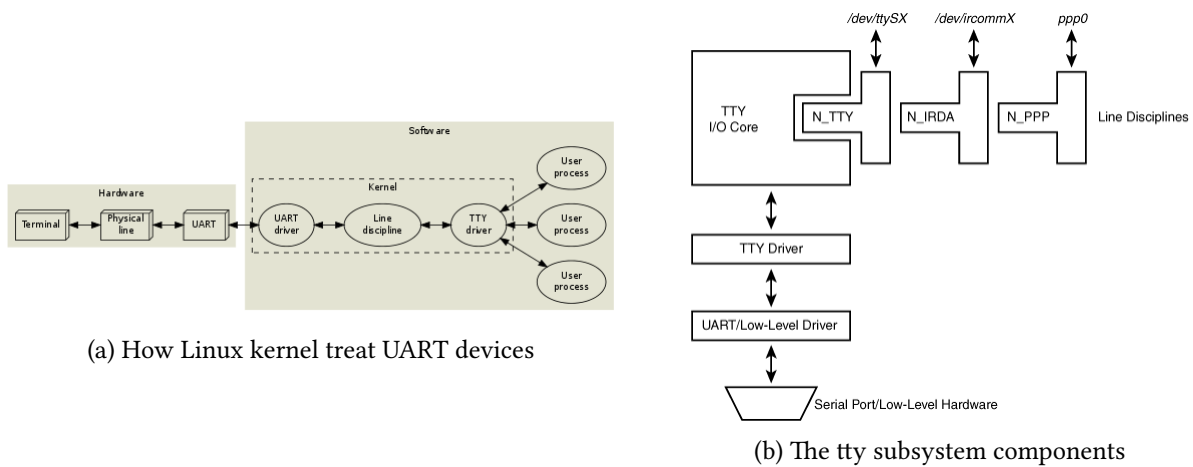 Software
Hardware
Kernel
Terminal
Physical
line
UART
UART
driver
Line
discipline
TTY
driver
User
process
User
process
User
process
(a) How Linux kernel treat UART devices
/dev/ttySX
/dev/ircommX
ppp0
TTY
I/O Core
N_TTY
N_IRDA
N_PPP
Line Disciplines
TTY Driver
UART/Low-Level Driver
Serial Port/Low-Level Hardware
(b) The tty subsystem components